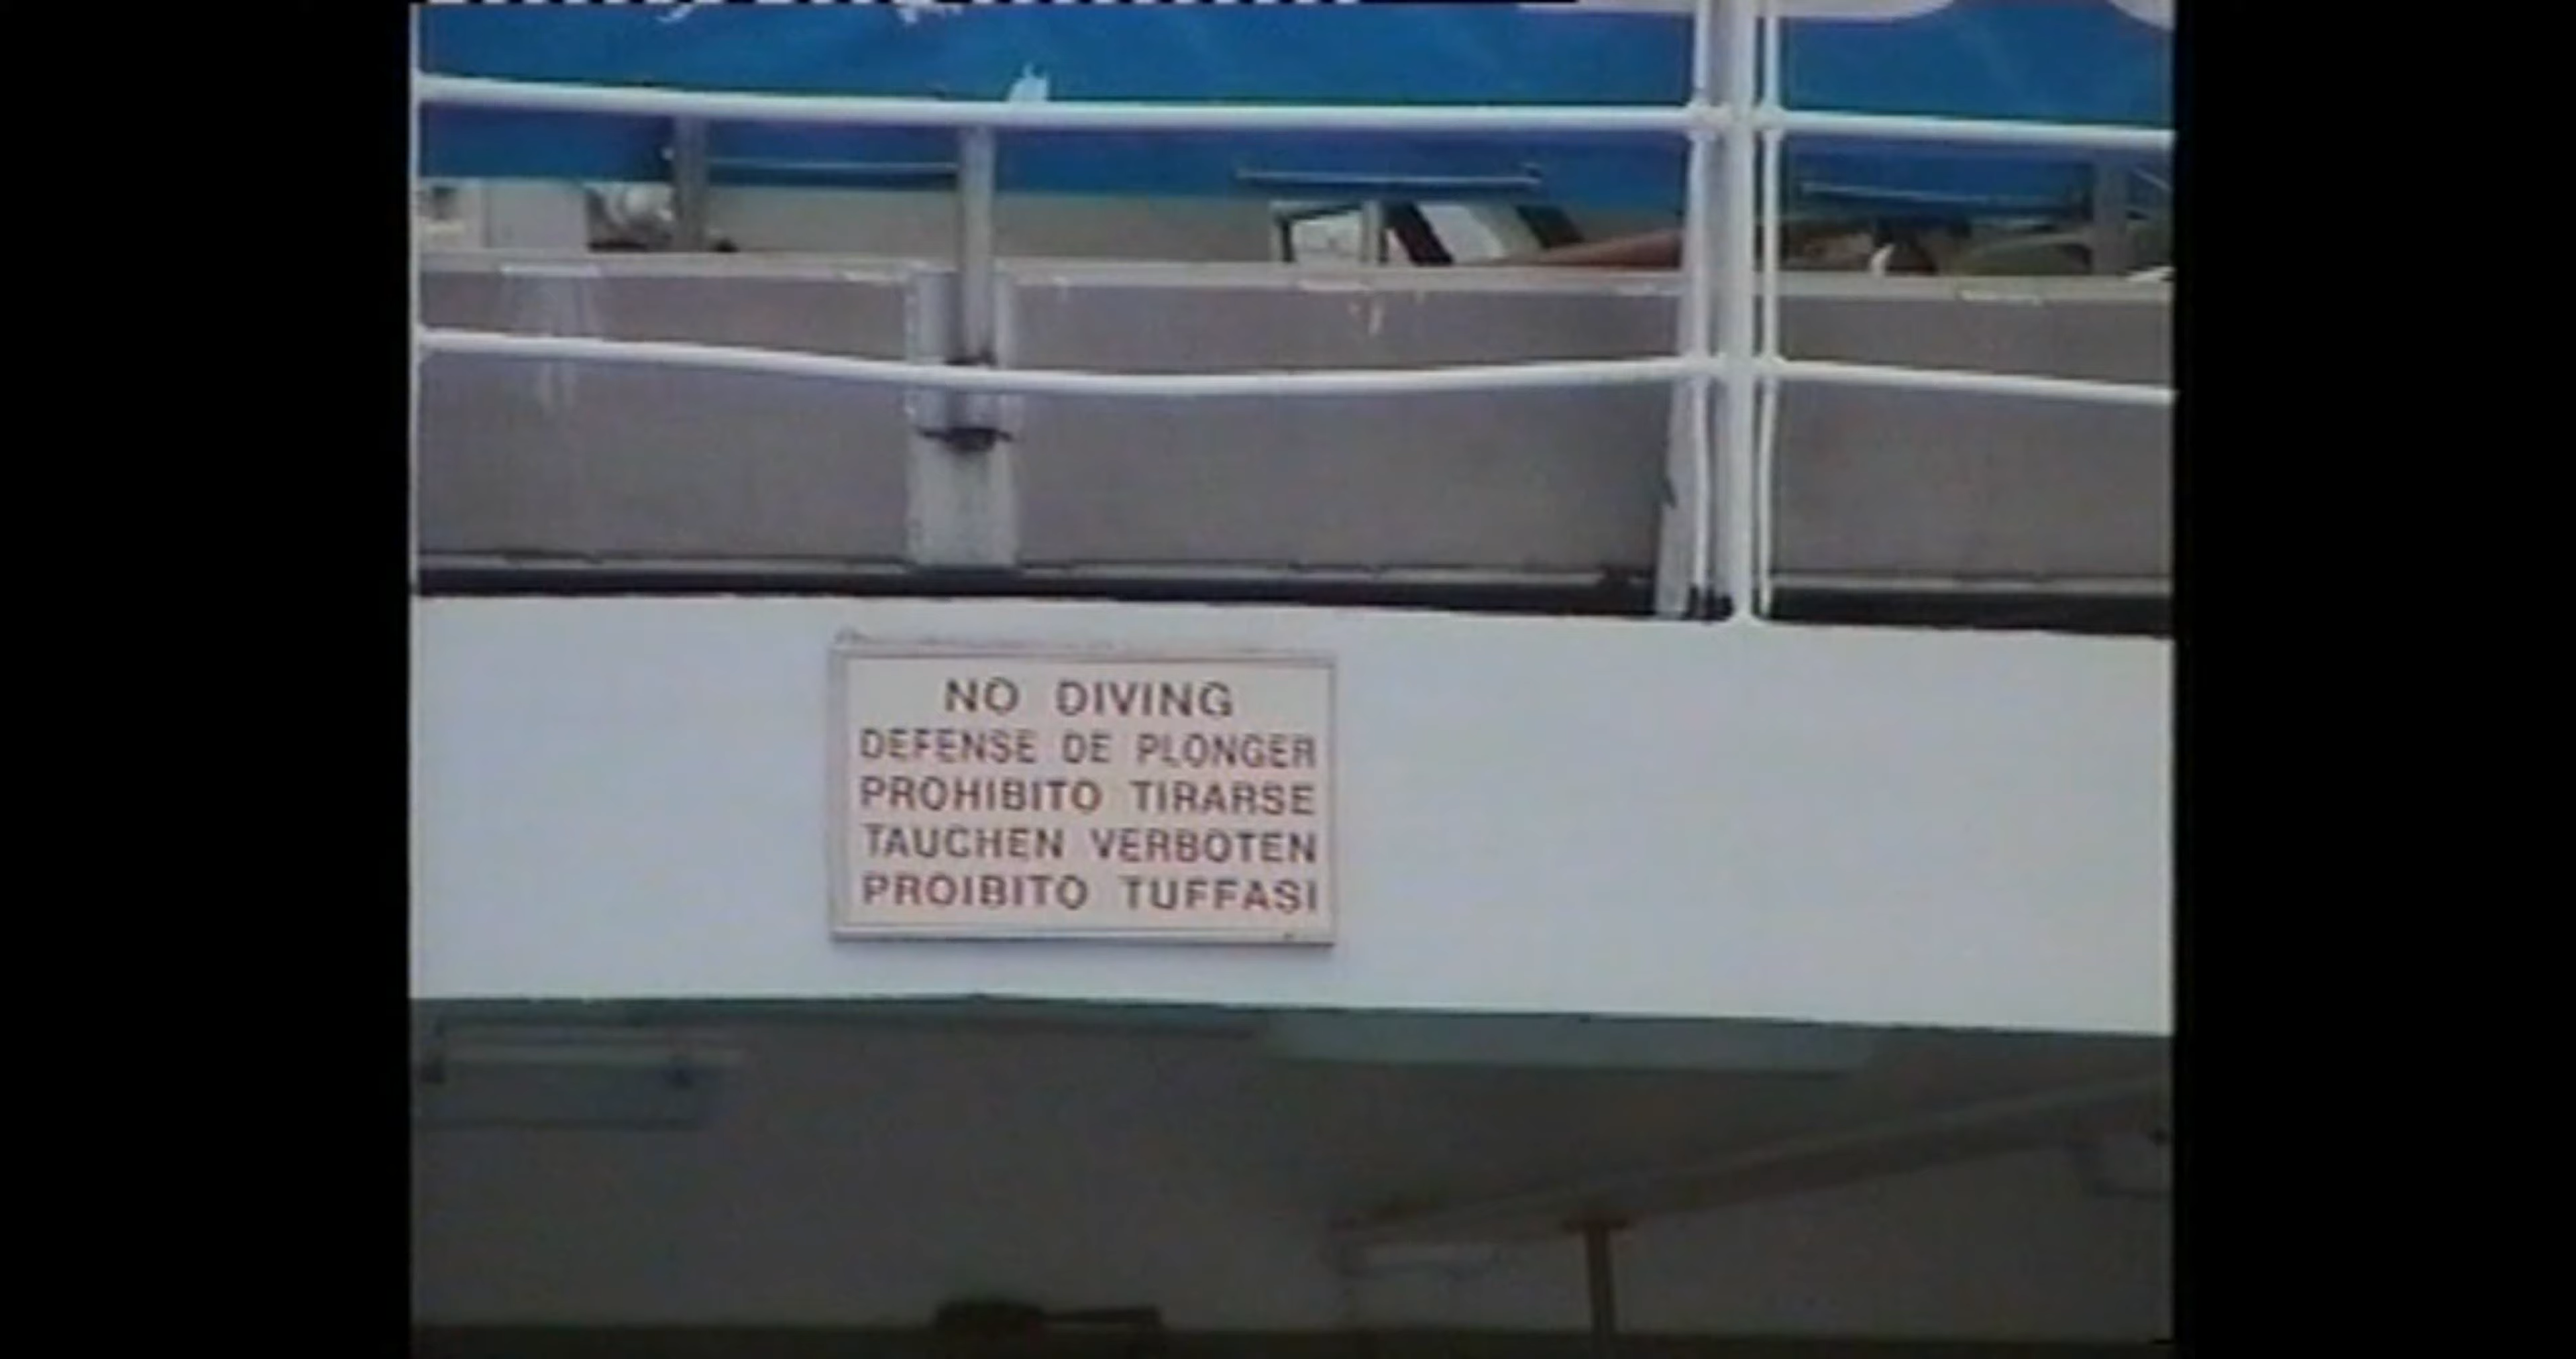 NO DIVING
DEFENSE DE PLONGER
PROHIBITO TIRARSE
TAUCHEN VERBOTEN
PROIBITO TUFFASI